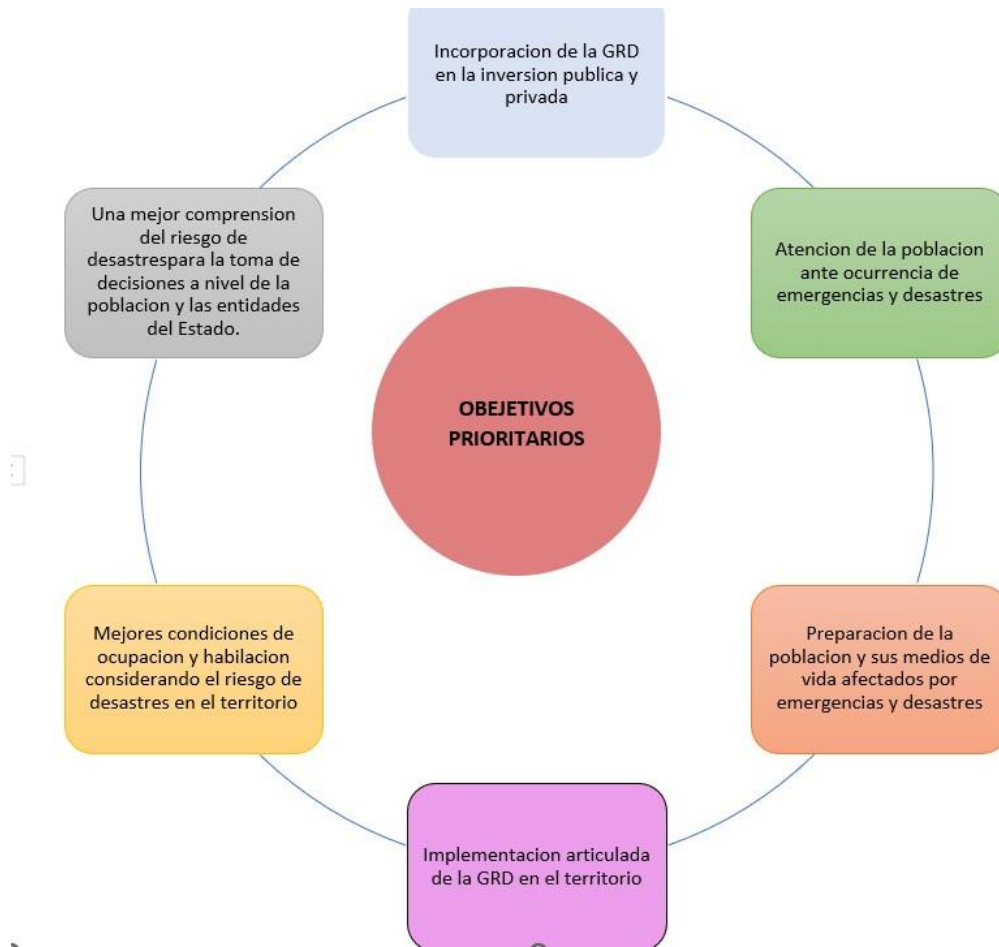 Incorporacion de la GRD
en la inversion publica y
privada
Una mejor comprension
del riesgo de
desastrespara la toma de
decisiones a nivel de la
poblacion y las entidades
del Estado.
Atencion de la poblacion
ante ocurrencia de
emergencias y desastres
OBEJETIVOS
PRIORITARIOS
Mejores condiciones de
ocupacion y habilacion
considerando el riesgo de
desastres en el territorio
Preparacion de la
poblacion y sus medios de
vida afectados por
emergencias y desastres
Implementacion articulada
de la GRD en el territorio